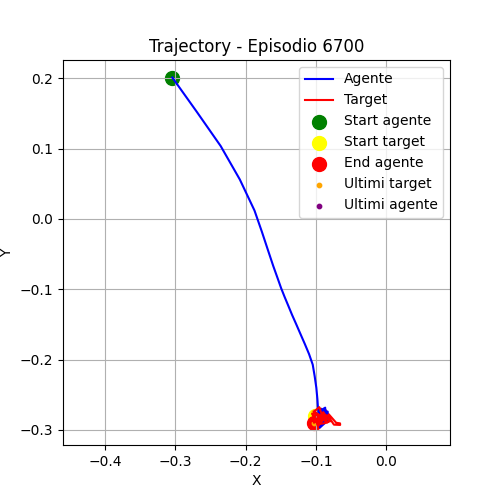 Trajectory - Episodio 6700
Agente
Target
Start agente
Start target
End agente
Ultimi target
Ultimi agente
0.2
0.1
0.0
−0.1
−0.2
−0.3
Y
−0.4
−0.3
−0.2
−0.1
0.0
X